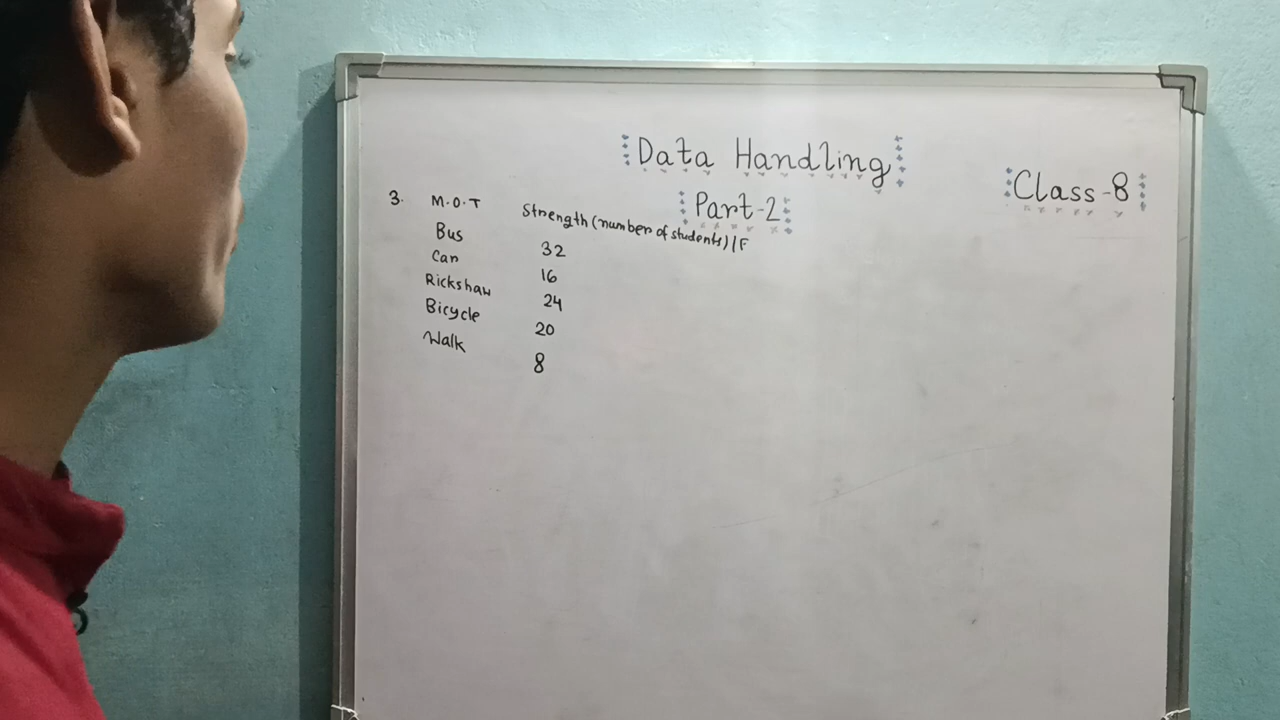 Data Handling
Class-8
Part-2
3. M.O.T Strength (number of students) | F
Bus 32
Car 16
Rickshaw 24
Bicycle 20
Walk 8